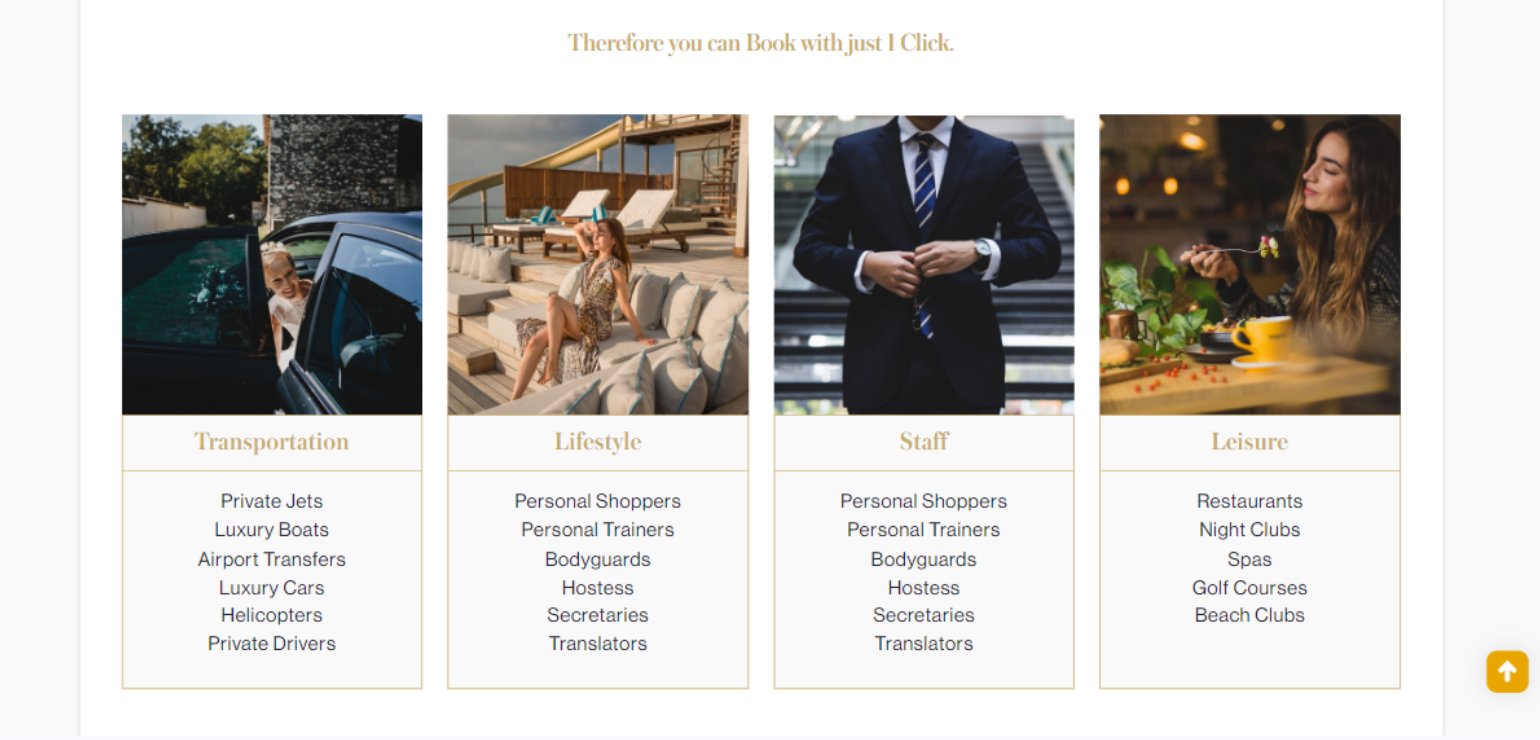 Therefore you can Book with just 1 Click.
Transportation
Private Jets
Luxury Boats
Airport Transfers
Luxury Cars
Helicopters
Private Drivers
Lifestyle
Personal Shoppers
Personal Trainers
Bodyguards
Hostess
Secretaries
Translators
Staff
Personal Shoppers
Personal Trainers
Bodyguards
Hostess
Secretaries
Translators
Leisure
Restaurants
Night Clubs
Spas
Golf Courses
Beach Clubs